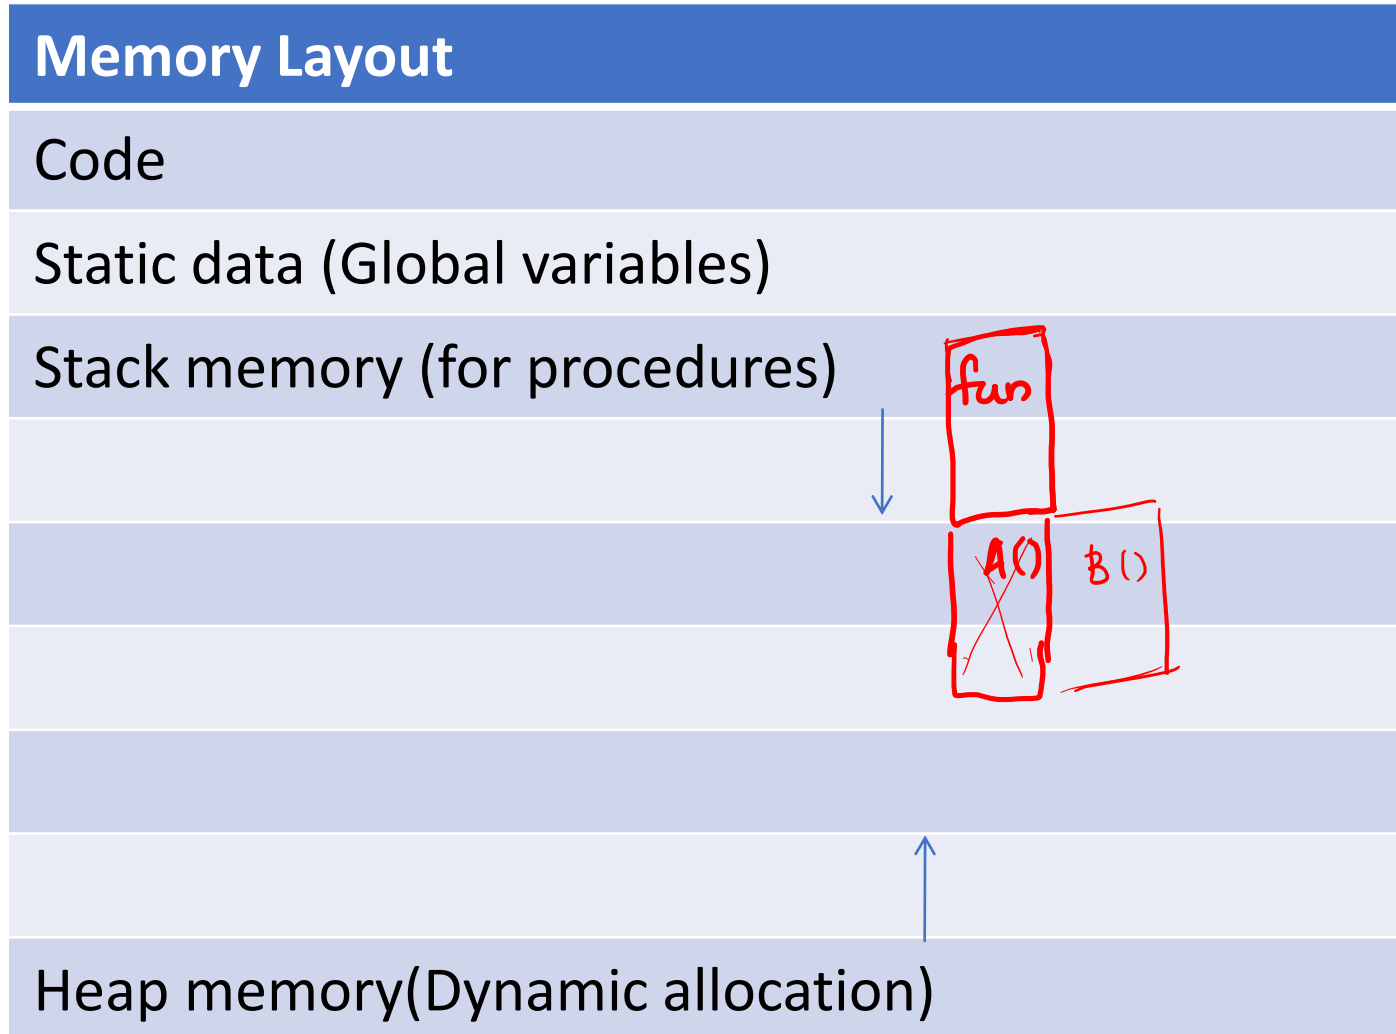 Memory Layout
Code
Static data (Global variables)
Stack memory (for procedures)
fun
A()
B()
Heap memory(Dynamic allocation)